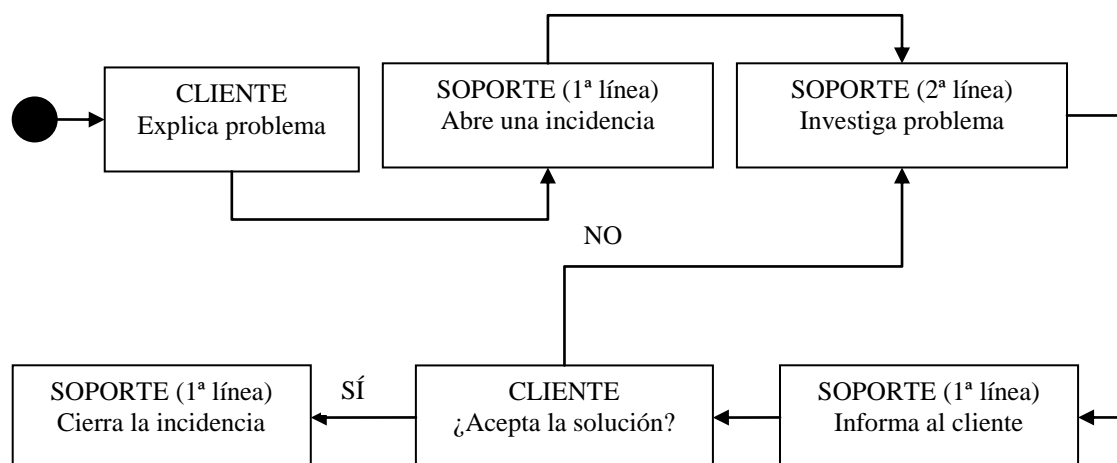 CLIENTE
Explica problema
SOPORTE (1ª línea)
Abre una incidencia
SOPORTE (2ª línea)
Investiga problema
NO
SOPORTE (1ª línea)
Cierra la incidencia
SÍ
CLIENTE
¿Acepta la solución?
SOPORTE (1ª línea)
Informa al cliente